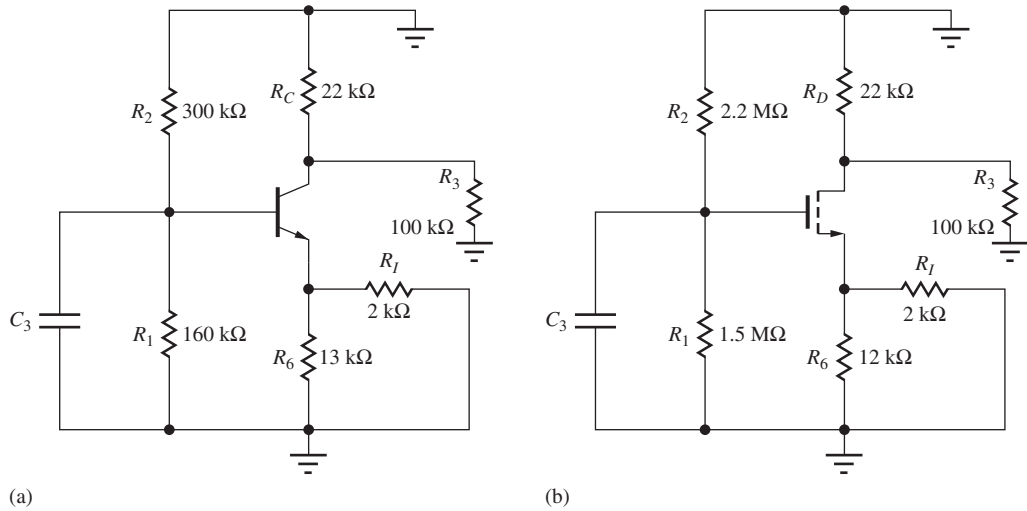 R2 300 kΩ
RC 22 kΩ
R3
100 kΩ
RI
2 kΩ
C3
R1 160 kΩ
R6 13 kΩ
(a)
R2 2.2 MΩ
RD 22 kΩ
R3
100 kΩ
RI
2 kΩ
C3
R1 1.5 MΩ
R6 12 kΩ
(b)